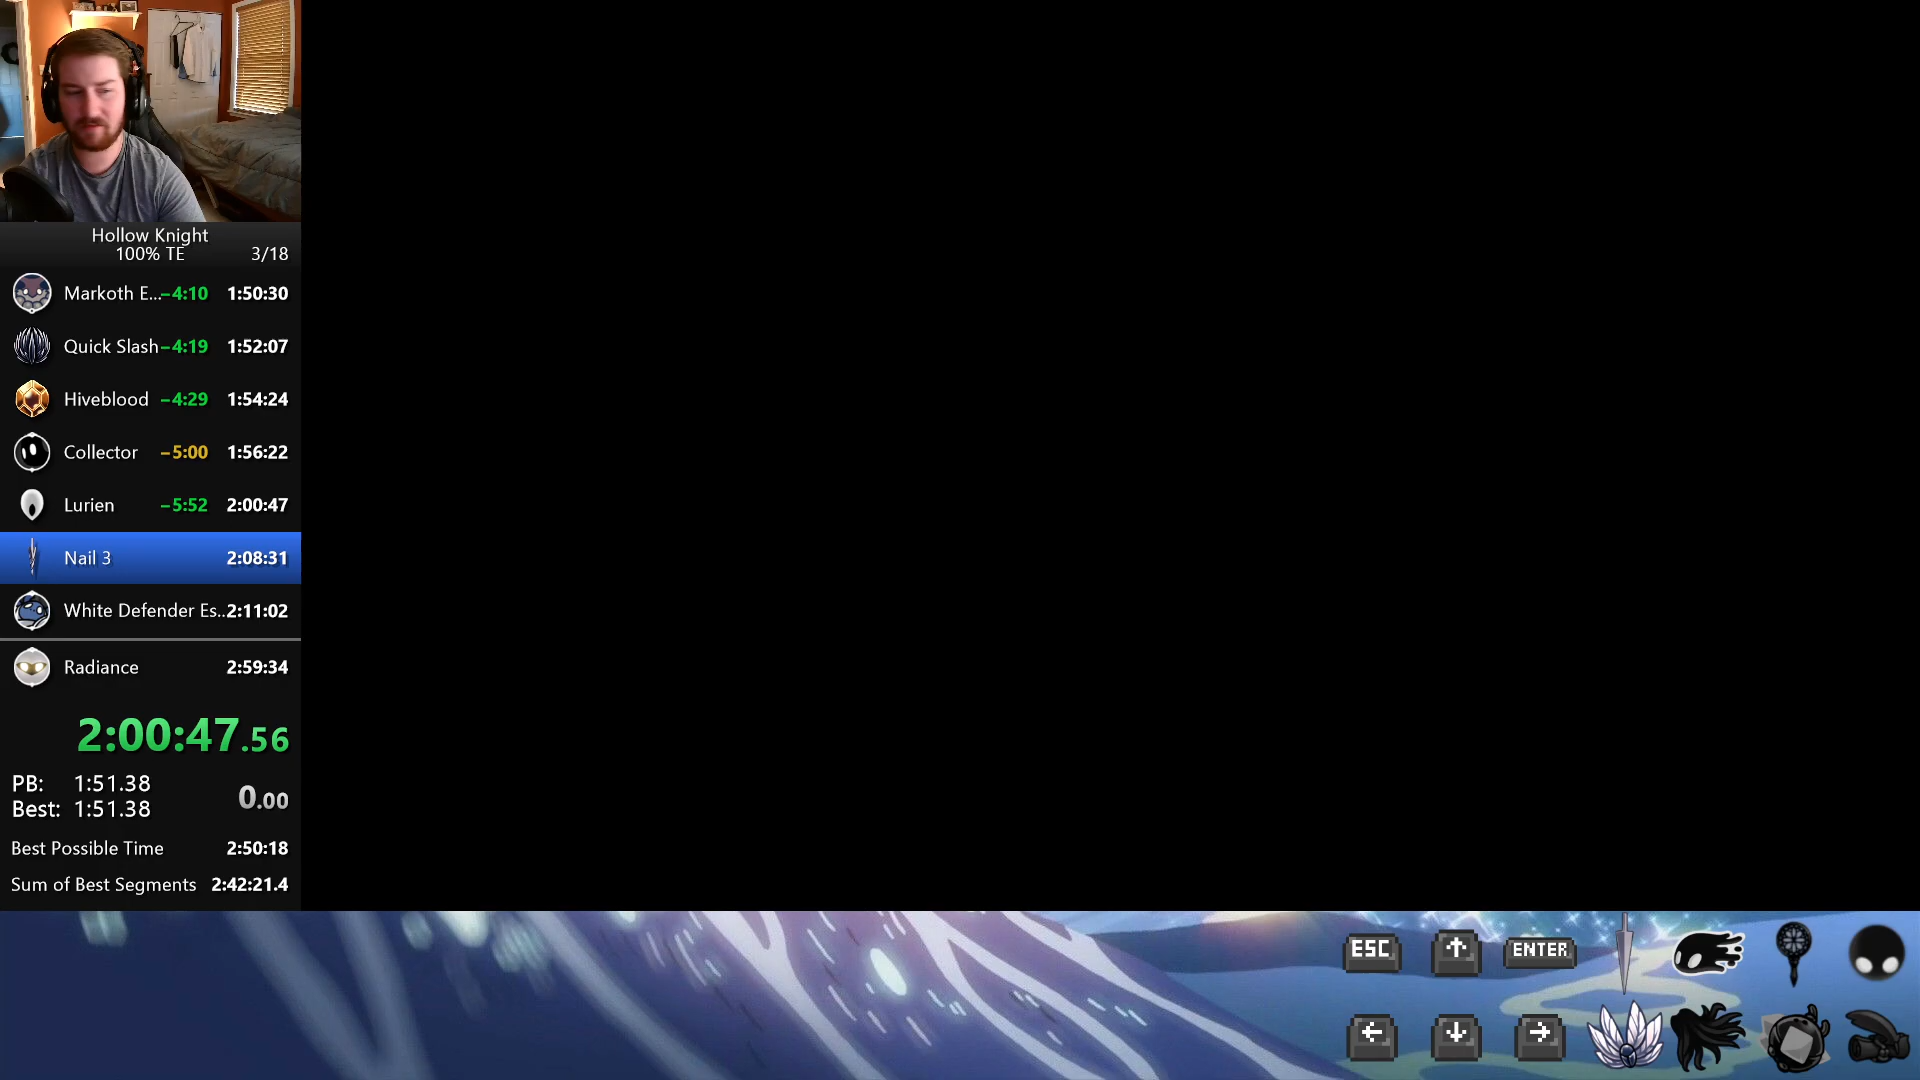 Hollow Knight
100% TE 3/18
Markoth E... −4:10 1:50:30
Quick Slash −4:19 1:52:07
Hiveblood −4:29 1:54:24
Collector −5:00 1:56:22
Lurien −5:52 2:00:47
Nail 3 2:08:31
White Defender Es... 2:11:02
Radiance 2:59:34
2:00:47.56
PB: 1:51.38
Best: 1:51.38 0.00
Best Possible Time 2:50:18
Sum of Best Segments 2:42:21.4
ESC ↑ ENTER
← ↓ →